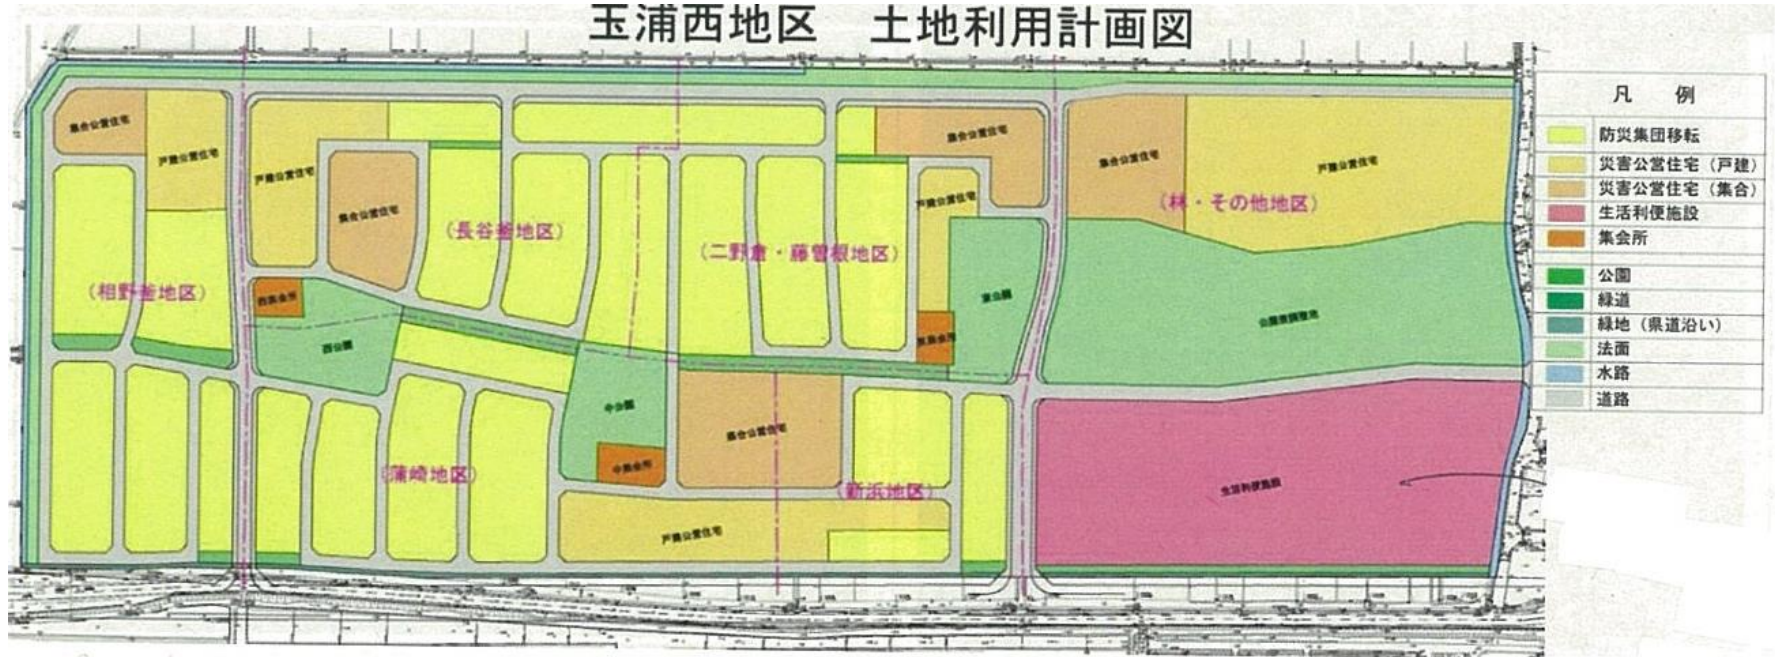 玉浦西地区 土地利用計画図
凡 例
防災集団移転
災害公営住宅（戸建）
災害公営住宅（集合）
生活利便施設
集会所
公園
緑道
緑地（県道沿い）
法面
水路
道路
集合公営住宅
戸建公営住宅
戸建公営住宅
集合公営住宅
集合公営住宅
戸建公営住宅
集合公営住宅
戸建公営住宅
（林・その他地区）
（長谷釜地区）
（二野倉・藤曽根地区）
（相野釜地区）
西集会所
西公園
東公園
東集会所
公園兼調整池
中公園
集合公営住宅
中集会所
（蒲崎地区）
（新浜地区）
生活利便施設
戸建公営住宅